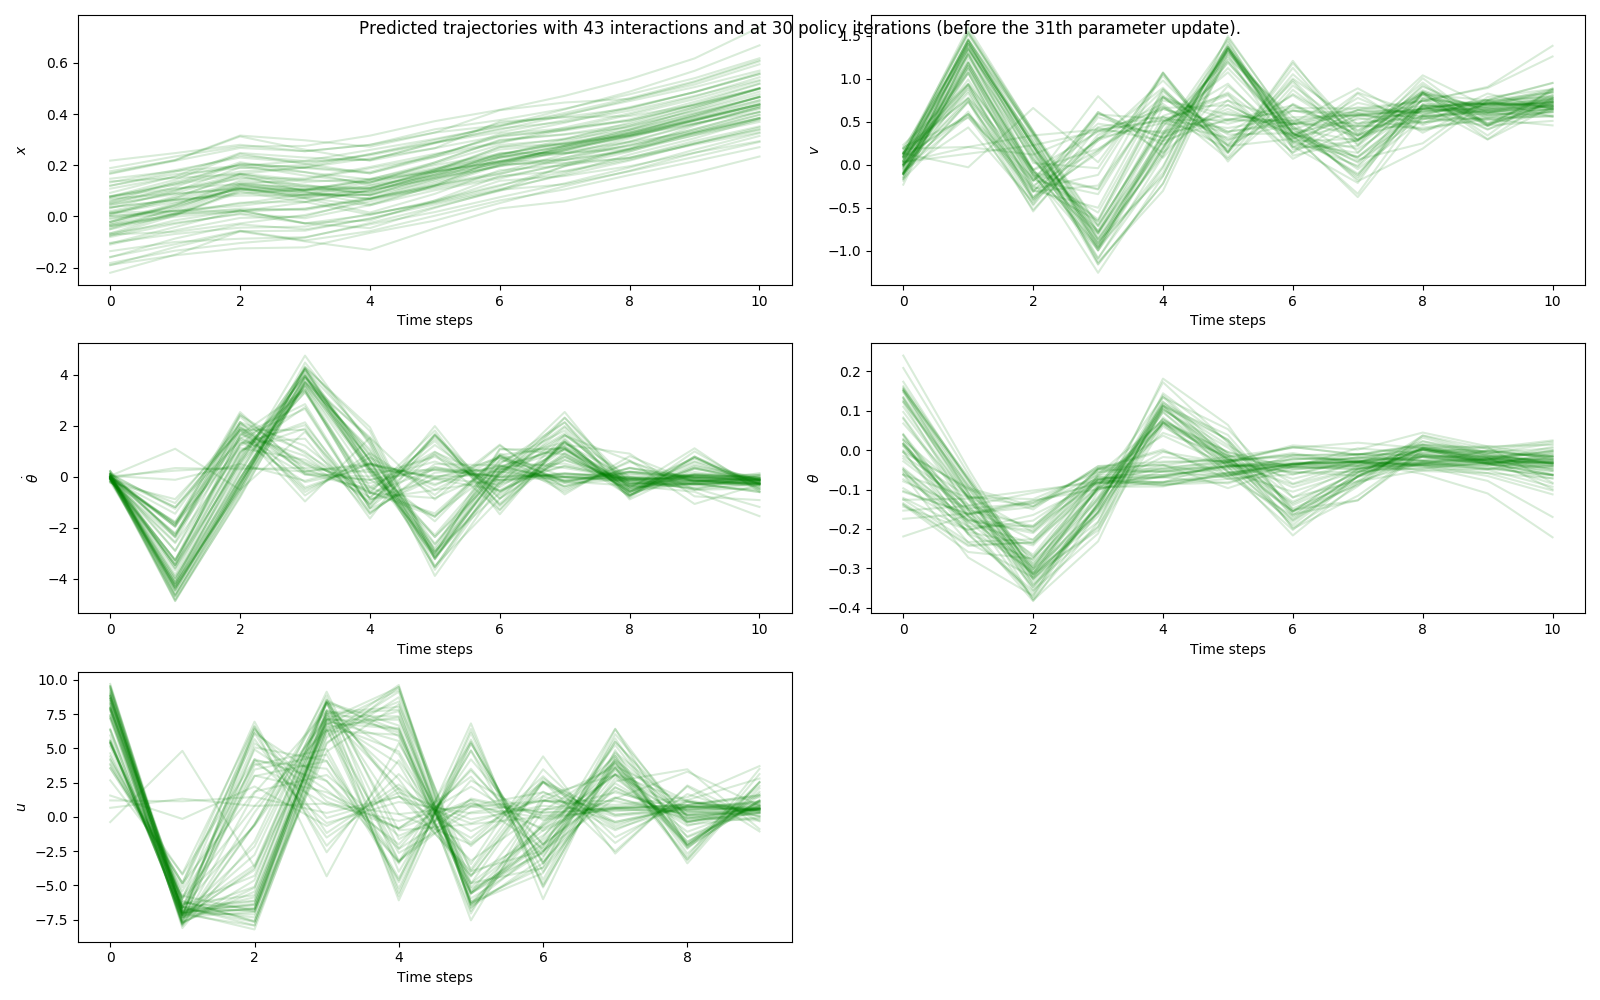 Predicted trajectories with 43 interactions and at 30 policy iterations (before the 31th parameter update).
0.6
0.4
0.2
0.0
−0.2
x
0 2 4 6 8 10
Time steps
1.5
1.0
0.5
0.0
−0.5
−1.0
v
0 2 4 6 8 10
Time steps
4
2
0
−2
−4
θ̇
0 2 4 6 8 10
Time steps
0.2
0.1
0.0
−0.1
−0.2
−0.3
−0.4
θ
0 2 4 6 8 10
Time steps
10.0
7.5
5.0
2.5
0.0
−2.5
−5.0
−7.5
u
0 2 4 6 8
Time steps